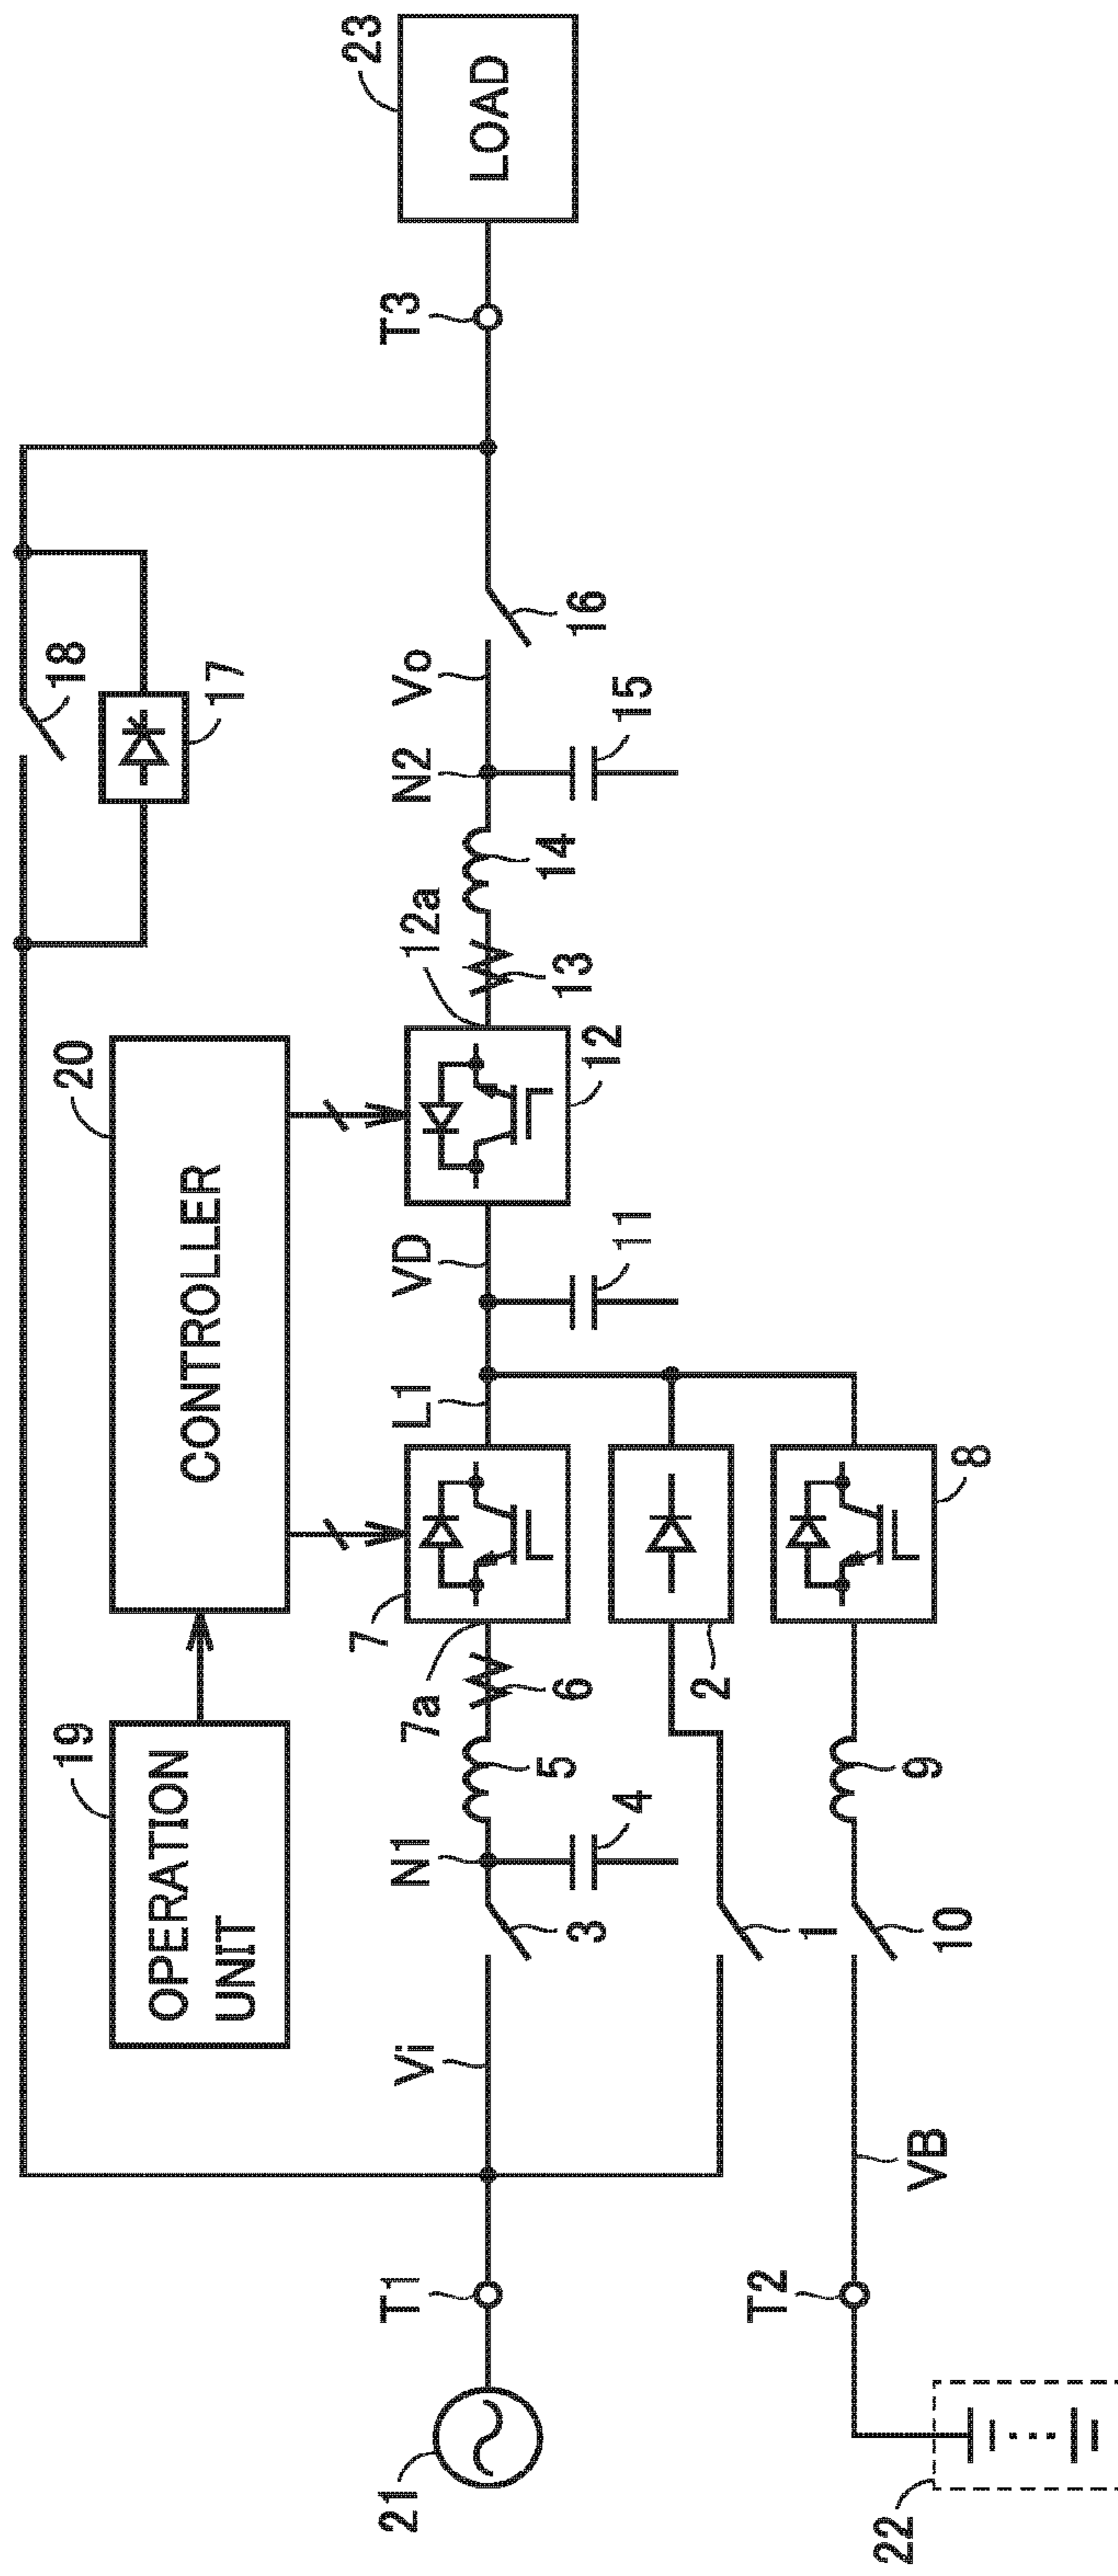 18
17
19
20
OPERATION
UNIT
CONTROLLER
23
LOAD
21
T1
Vi
N1
7a
7
L1
VD
12a
N2
Vo
T3
3
4
5
6
11
12
13
14
15
16
1
2
T2
VB
10
9
8
22